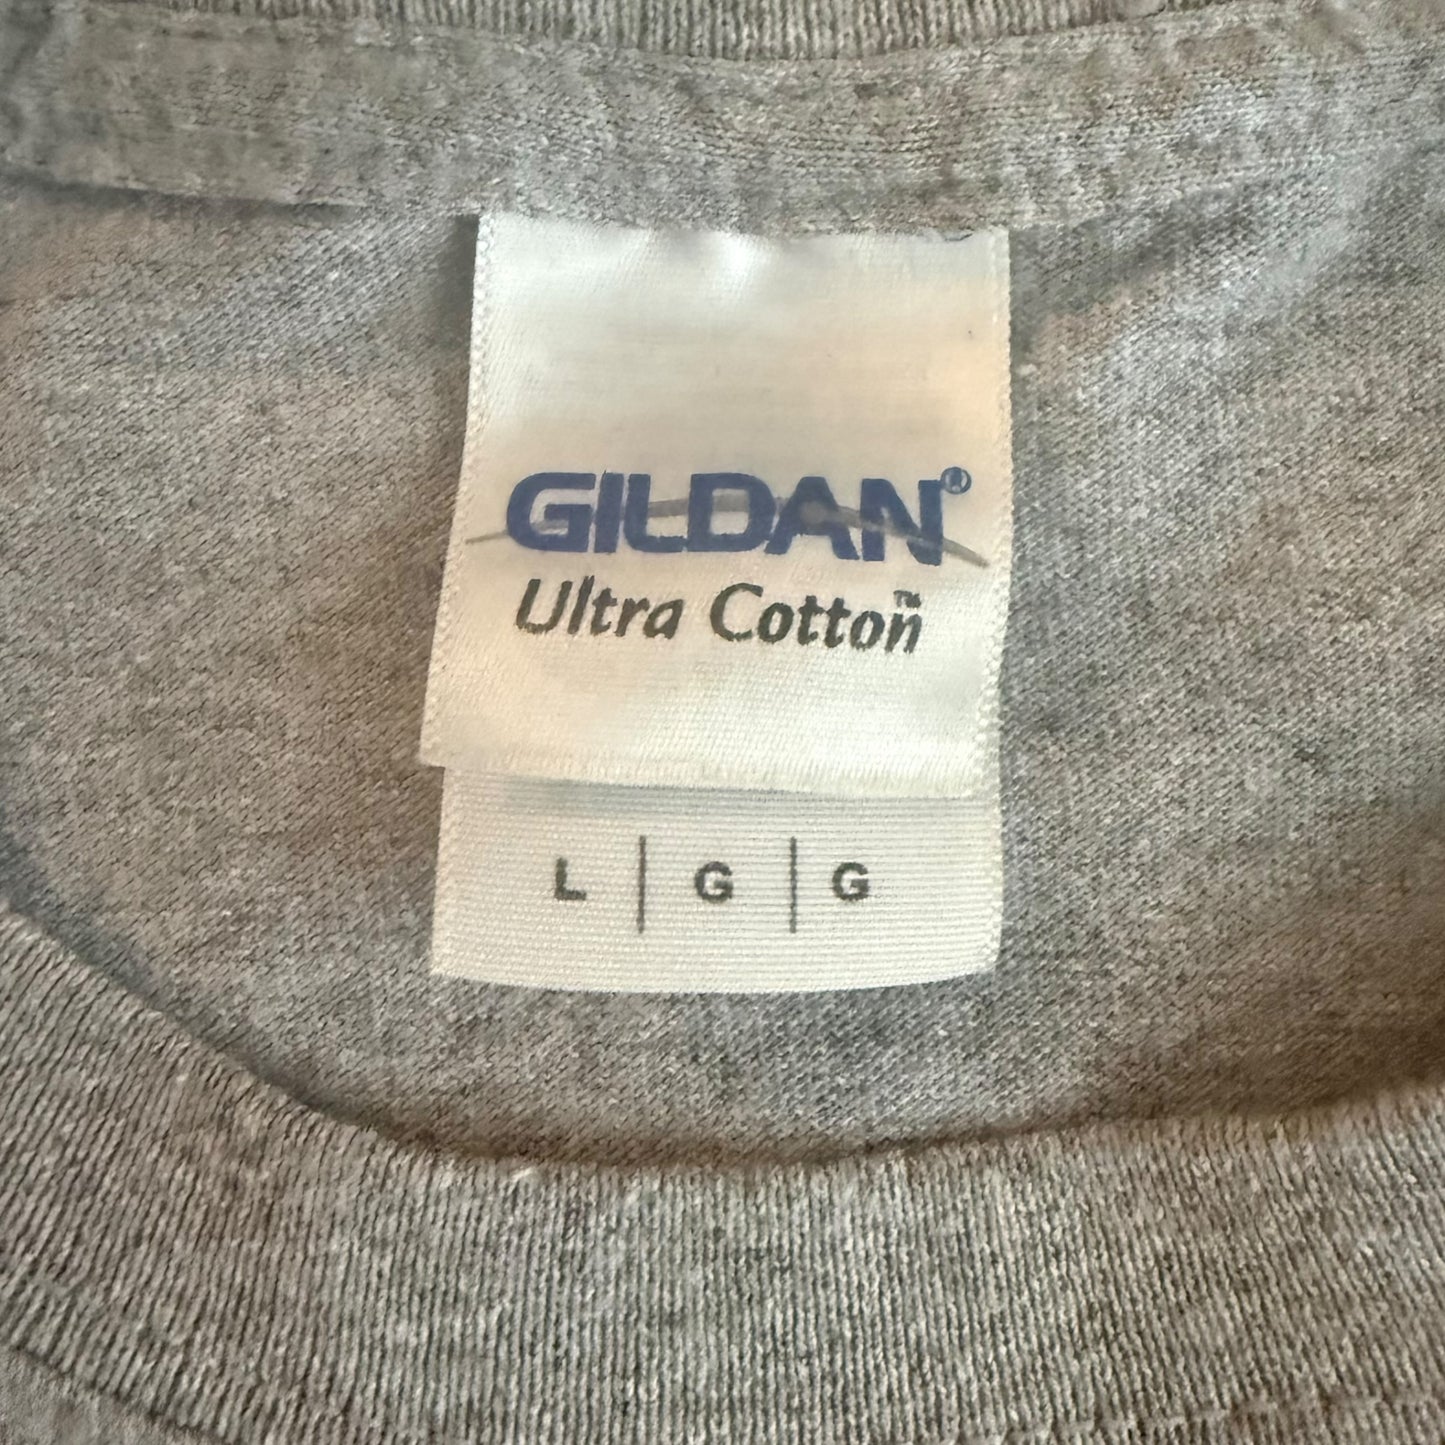 GILDAN®
Ultra Cotton™
L | G | G